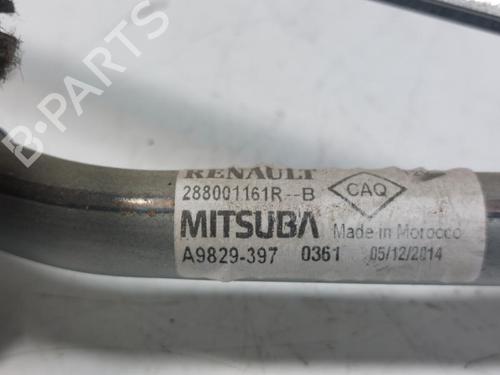 B-PARTS
RENAULT
288001161R--B
CAQ
MITSUBA
Made in Morocco
A9829-397 0361 05/12/2014